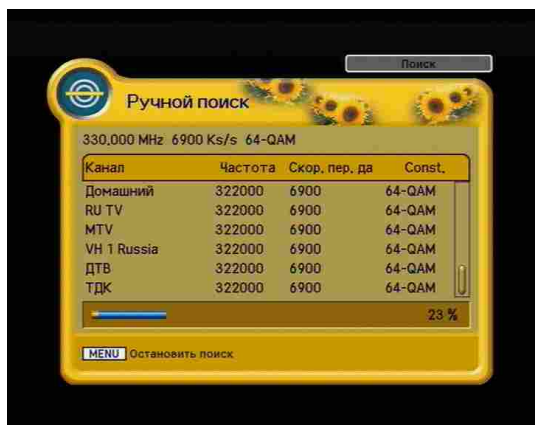 Поиск
Ручной поиск
330.000 MHz 6900 Ks/s 64-QAM
Канал Частота Скор. пер. да Const.
Домашний 322000 6900 64-QAM
RU TV 322000 6900 64-QAM
MTV 322000 6900 64-QAM
VH 1 Russia 322000 6900 64-QAM
ДТВ 322000 6900 64-QAM
ТДК 322000 6900 64-QAM
23 %
MENU Остановить поиск